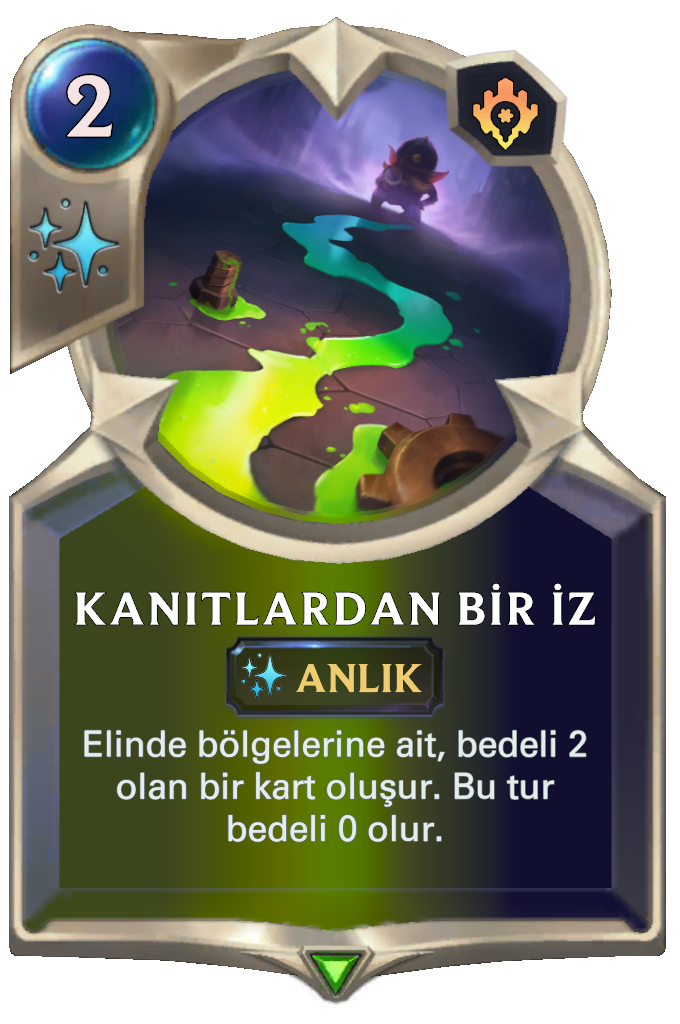 2
KANITLARDAN BİR İZ
ANLIK
Elinde bölgelerine ait, bedeli 2
olan bir kart oluşur. Bu tur
bedeli 0 olur.